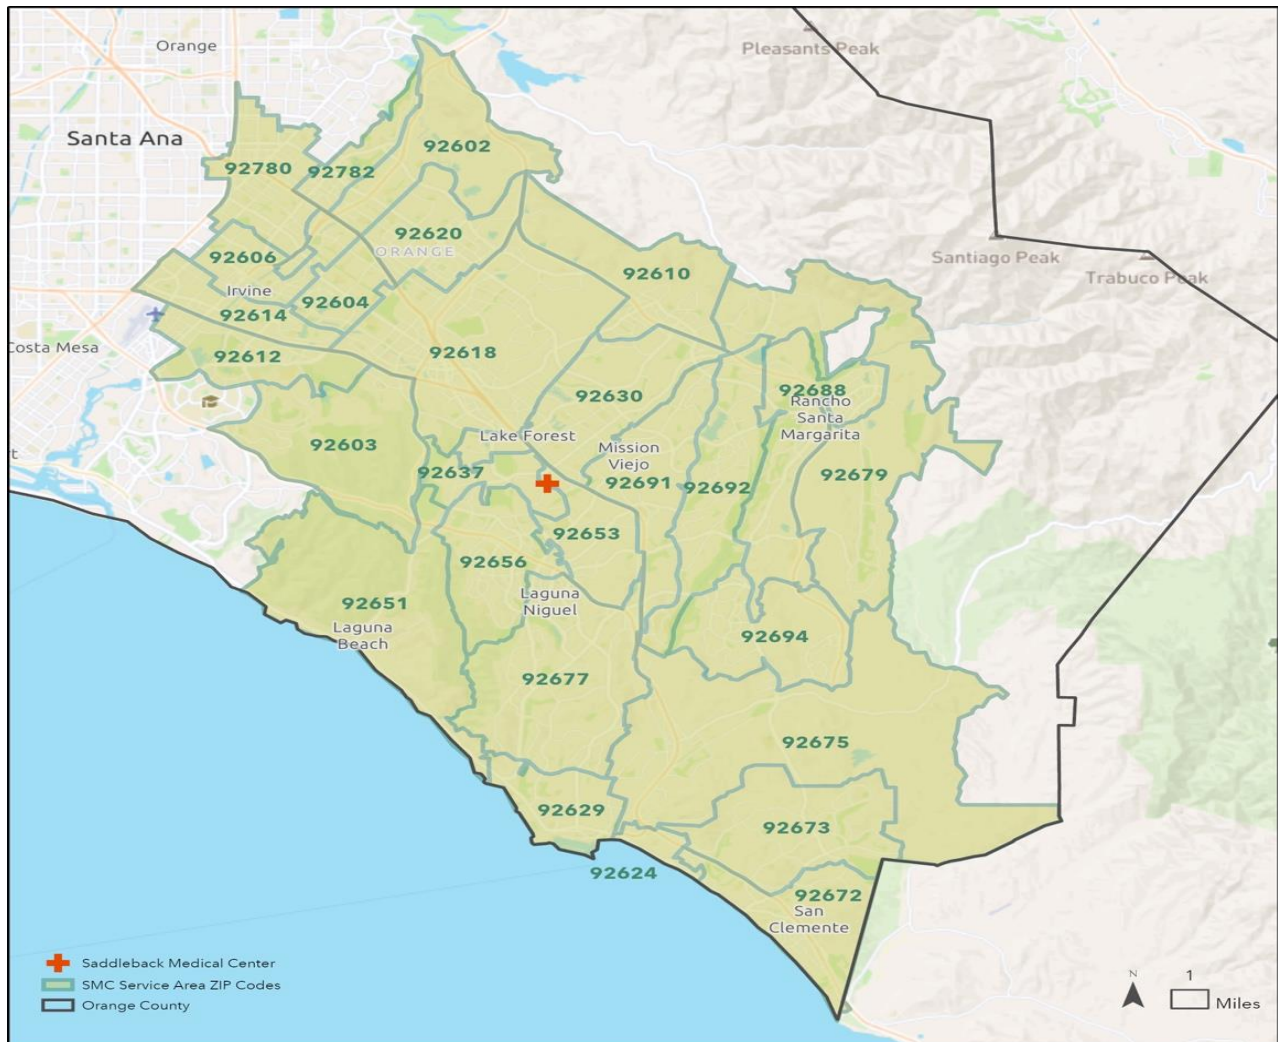 Orange
Pleasants Peak
Santa Ana
92602
92780
92782
92620
ORANGE
92606
92610
Santiago Peak
Trabuco Peak
Irvine
92604
92614
Costa Mesa
92612
92618
92688
92630
Rancho
Santa
Margarita
Lake Forest
92603
Mission
Viejo
92637
92691
92692
92679
92653
92656
Laguna
Niguel
92651
Laguna
Beach
92694
92677
92675
92629
92673
92624
92672
San
Clemente
Saddleback Medical Center
SMC Service Area ZIP Codes
Orange County
N
1
Miles